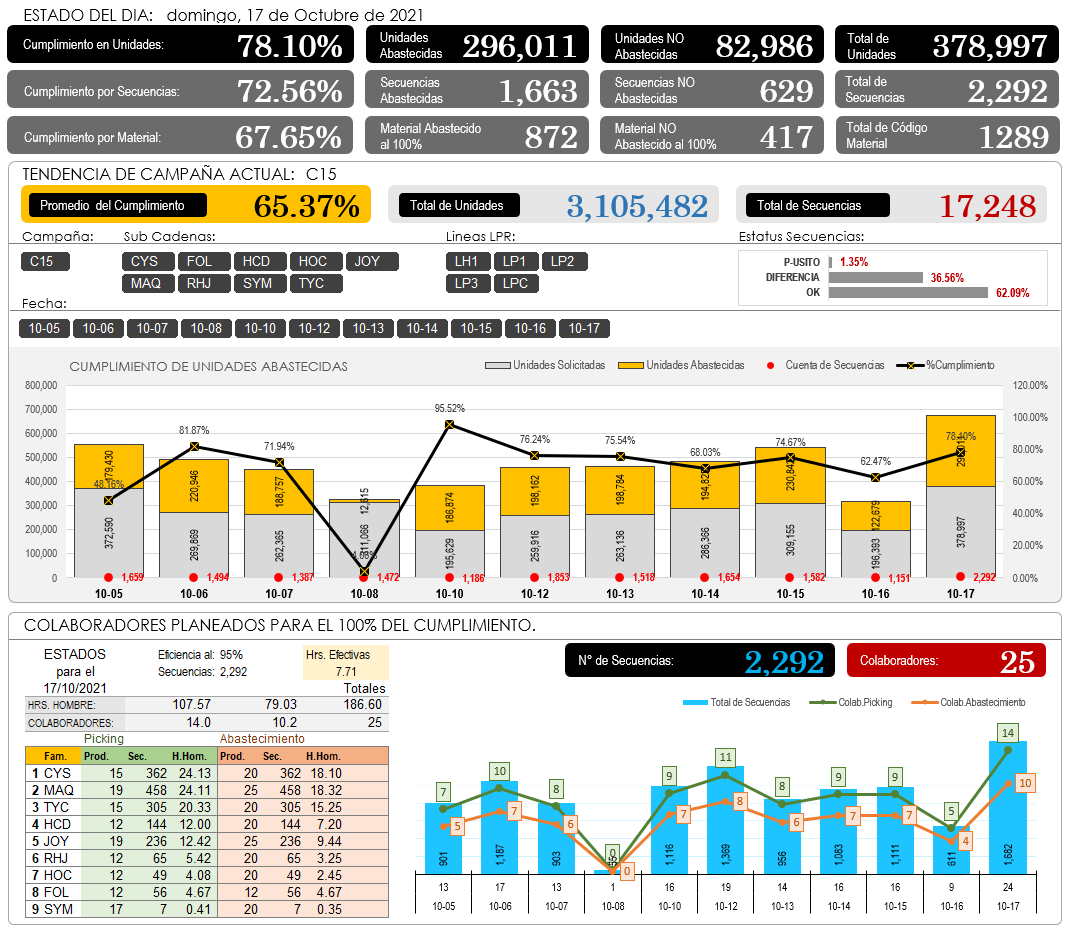 ESTADO DEL DIA: domingo, 17 de Octubre de 2021
Cumplimiento en Unidades: 78.10%
Unidades Abastecidas 296,011
Unidades NO Abastecidas 82,986
Total de Unidades 378,997
Cumplimiento por Secuencias: 72.56%
Secuencias Abastecidas 1,663
Secuencias NO Abastecidas 629
Total de Secuencias 2,292
Cumplimiento por Material: 67.65%
Material Abastecido al 100% 872
Material NO Abastecido al 100% 417
Total de Código Material 1289
TENDENCIA DE CAMPAÑA ACTUAL: C15
Promedio del Cumplimiento 65.37%
Total de Unidades 3,105,482
Total de Secuencias 17,248
Campaña: Sub Cadenas: Lineas LPR: Estatus Secuencias:
C15
CYS FOL HCD HOC JOY
MAQ RHJ SYM TYC
LH1 LP1 LP2
LP3 LPC
P-USITO 1.35%
DIFERENCIA 36.56%
OK 62.09%
Fecha:
10-05 10-06 10-07 10-08 10-10 10-12 10-13 10-14 10-15 10-16 10-17
CUMPLIMIENTO DE UNIDADES ABASTECIDAS
Unidades Solicitadas Unidades Abastecidas Cuenta de Secuencias %Cumplimiento
800,000
700,000
600,000
500,000
400,000
300,000
200,000
100,000
0
120.00%
100.00%
80.00%
60.00%
40.00%
20.00%
0.00%
48.16% 81.87% 71.94% 95.52% 76.24% 75.54% 68.03% 74.67% 62.47% 78.10%
179,430 220,946 188,757 12,615 186,874 198,162 198,784 230,84 122,679
372,590 269,869 262,365 311,066 195,629 259,916 263,136 286,366 309,155 196,393 378,997
1,659 1,494 1,387 1,472 1,186 1,853 1,518 1,654 1,582 1,151 2,292
10-05 10-06 10-07 10-08 10-10 10-12 10-13 10-14 10-15 10-16 10-17
COLABORADORES PLANEADOS PARA EL 100% DEL CUMPLIMIENTO.
ESTADOS
para el
17/10/2021
Eficiencia al: 95%
Secuencias: 2,292
Hrs. Efectivas
7.71
Totales
HRS. HOMBRE: 107.57 79.03 186.60
COLABORADORES: 14.0 10.2 25
Picking Abastecimiento
Fam. Prod. Sec. H.Hom. Prod. Sec. H.Hom.
1 CYS 15 362 24.13 20 362 18.10
2 MAQ 19 458 24.11 25 458 18.32
3 TYC 15 305 20.33 20 305 15.25
4 HCD 12 144 12.00 20 144 7.20
5 JOY 19 236 12.42 25 236 9.44
6 RHJ 12 65 5.42 20 65 3.25
7 HOC 12 49 4.08 20 49 2.45
8 FOL 12 56 4.67 12 56 4.67
9 SYM 17 7 0.41 20 7 0.35
N° de Secuencias: 2,292
Colaboradores: 25
Total de Secuencias Colab.Picking Colab.Abastecimiento
7 10 8 0 9 11 8 9 9 5 14
5 7 6 0 7 8 6 7 7 4 10
901 1,187 903 1,116 1,369 956 1,083 1,111 611 1,682
13 17 13 1 16 19 14 16 16 9 24
10-05 10-06 10-07 10-08 10-10 10-12 10-13 10-14 10-15 10-16 10-17